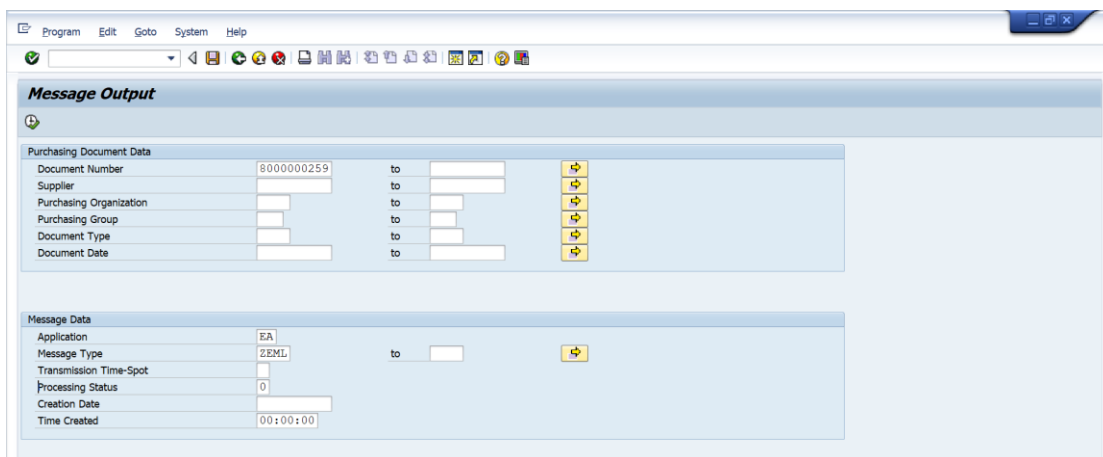 Program Edit Goto System Help
Message Output
Purchasing Document Data
Document Number 8000000259 to
Supplier to
Purchasing Organization to
Purchasing Group to
Document Type to
Document Date to
Message Data
Application EA
Message Type ZEML to
Transmission Time-Spot
Processing Status 0
Creation Date
Time Created 00:00:00